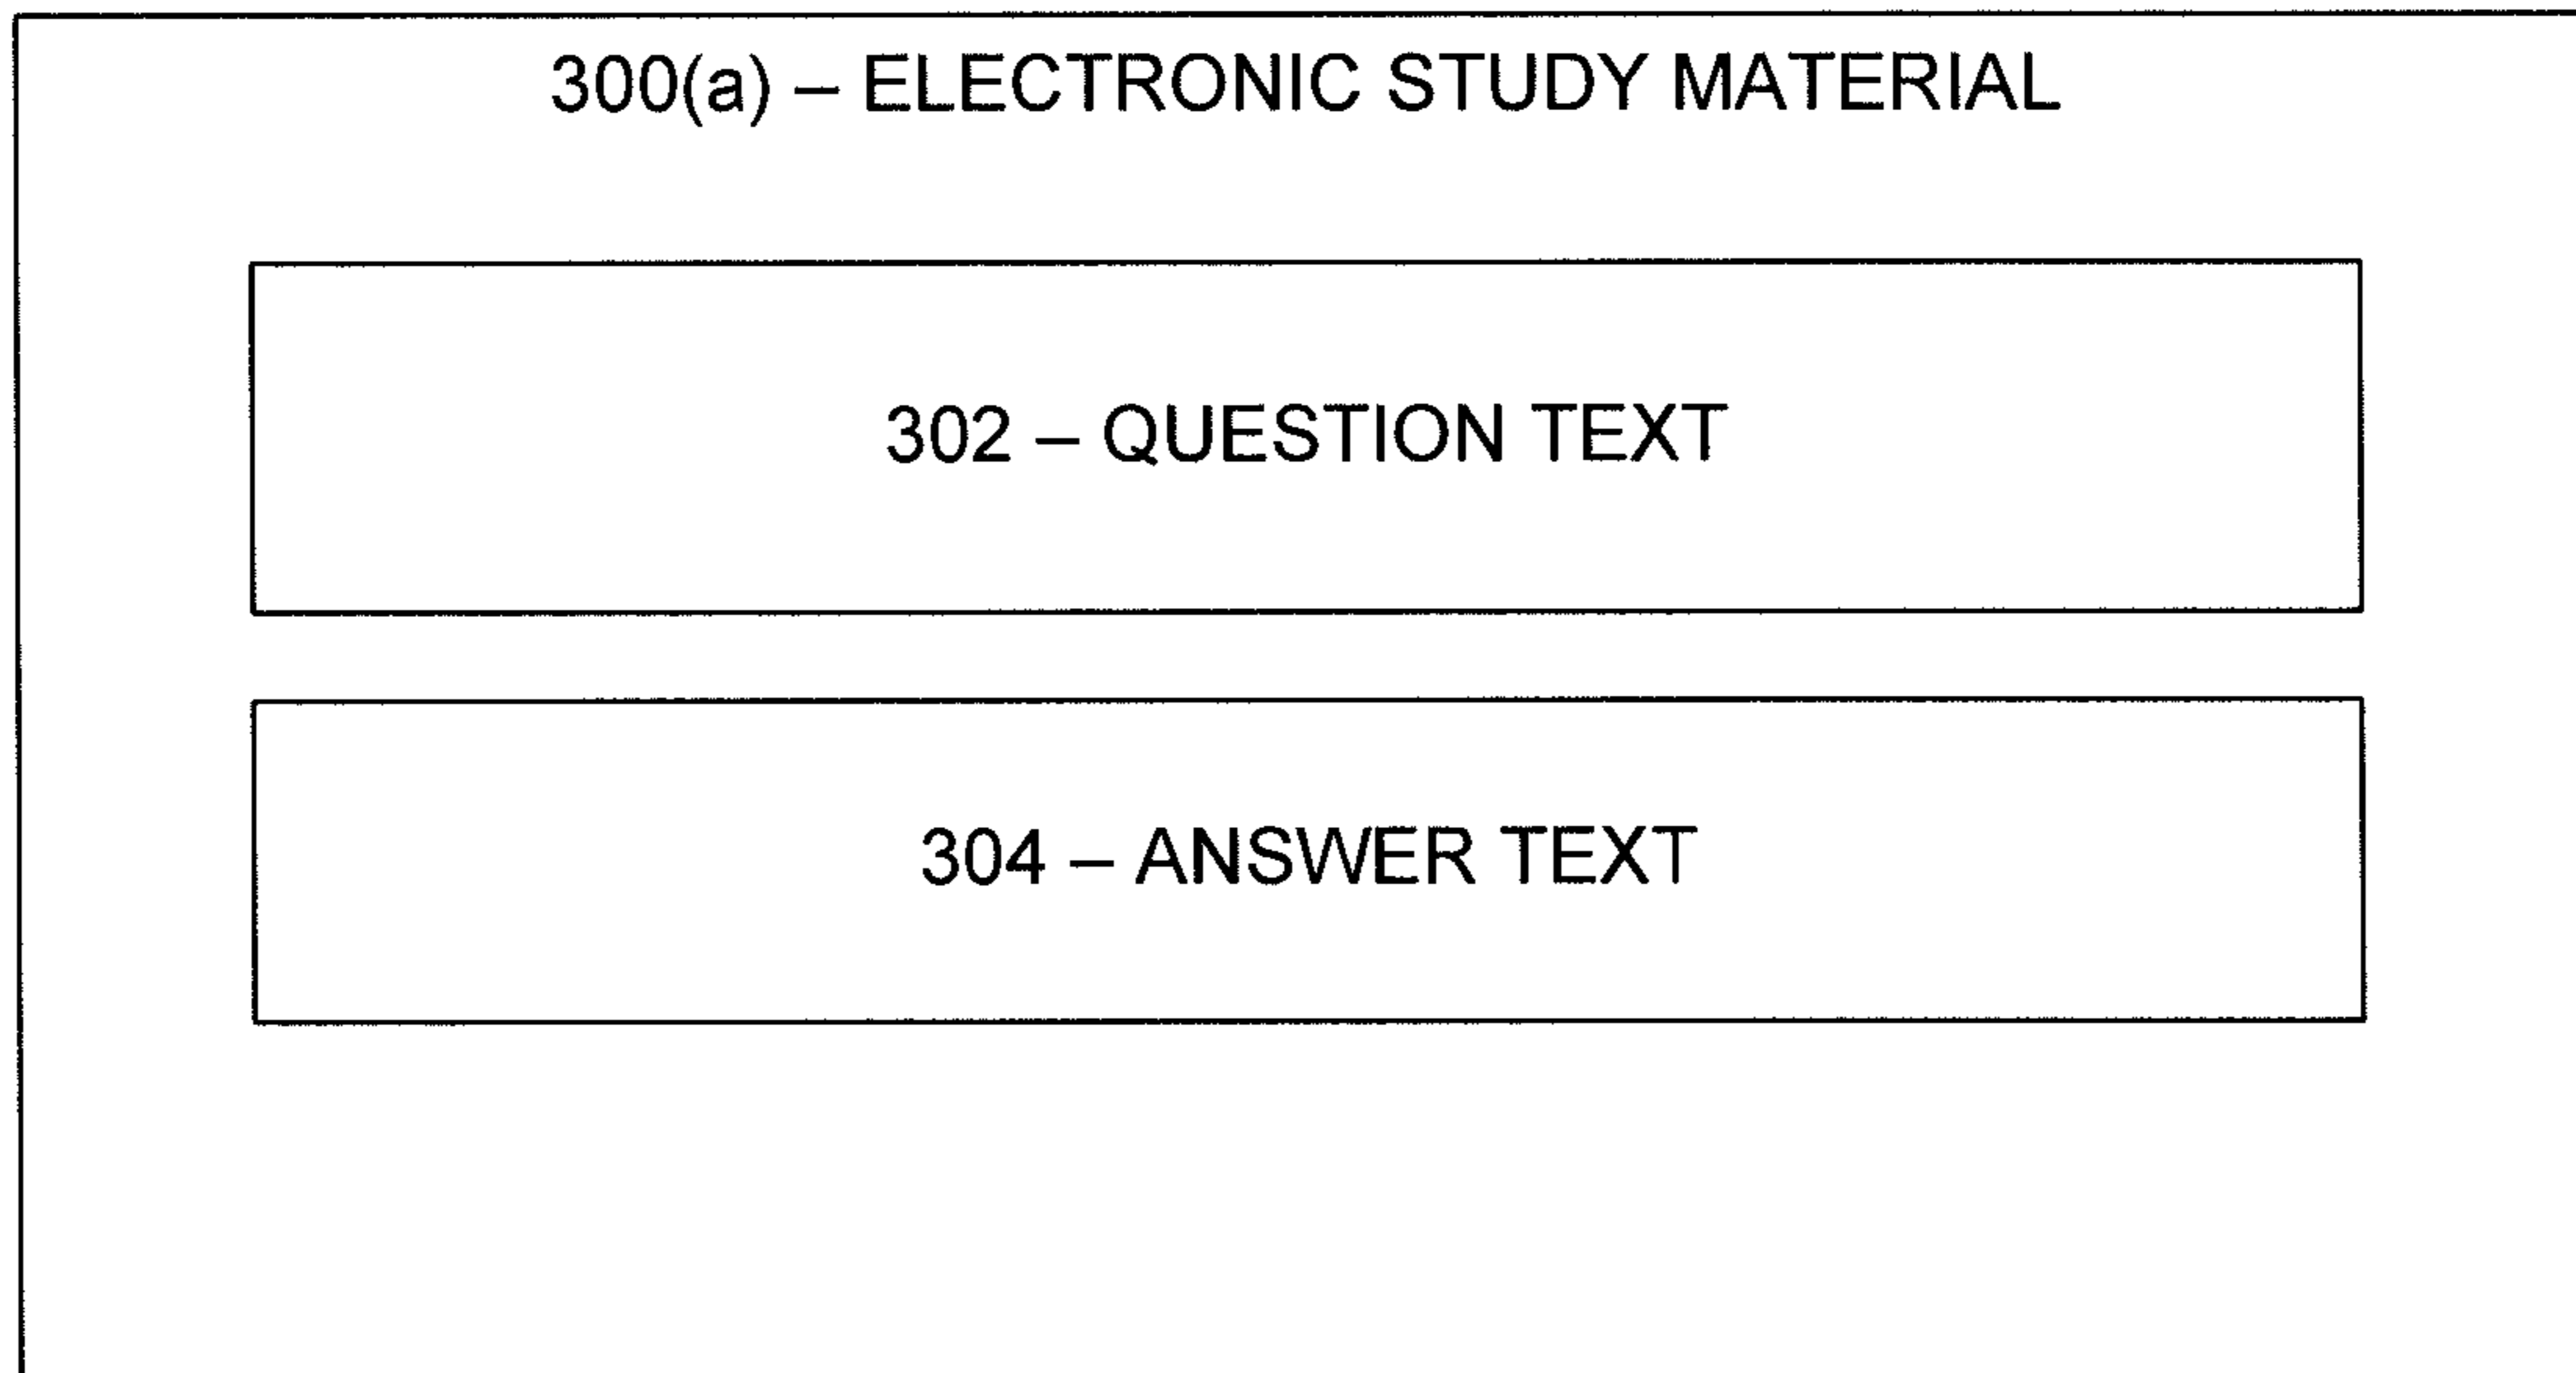 300(a) – ELECTRONIC STUDY MATERIAL
302 – QUESTION TEXT
304 – ANSWER TEXT